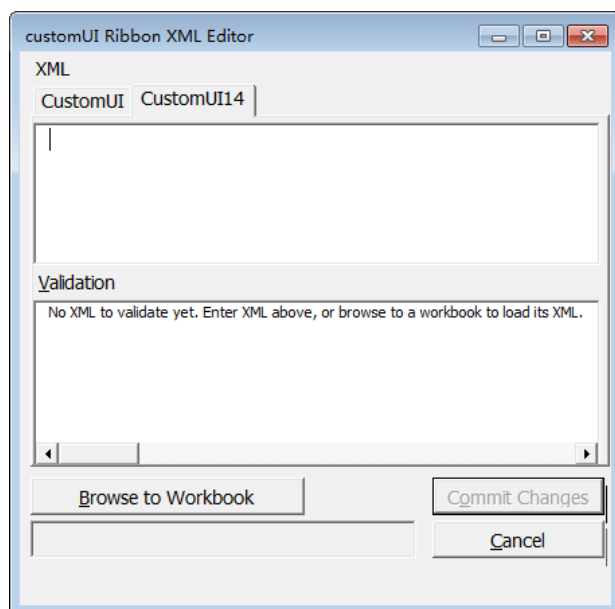 customUI Ribbon XML Editor
XML
CustomUI CustomUI14
Validation
No XML to validate yet. Enter XML above, or browse to a workbook to load its XML.
Browse to Workbook Commit Changes
Cancel